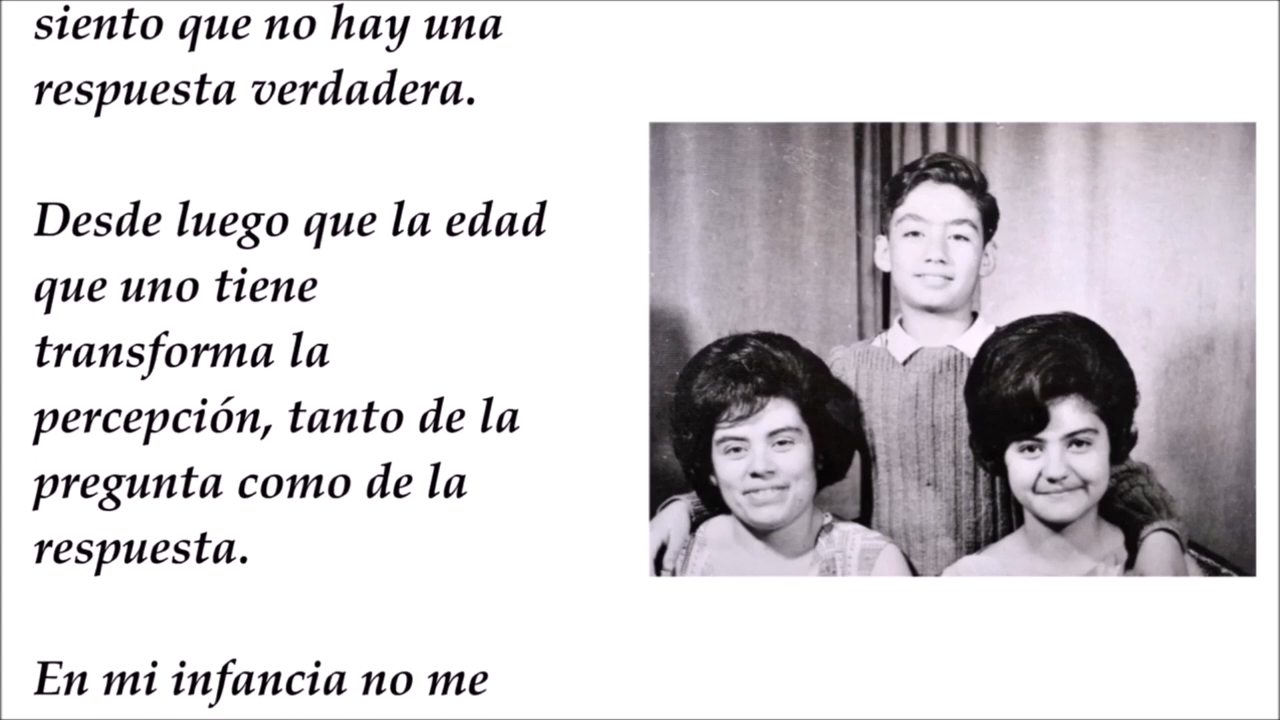 siento que no hay una
respuesta verdadera.
Desde luego que la edad
que uno tiene
transforma la
percepción, tanto de la
pregunta como de la
respuesta.
En mi infancia no me